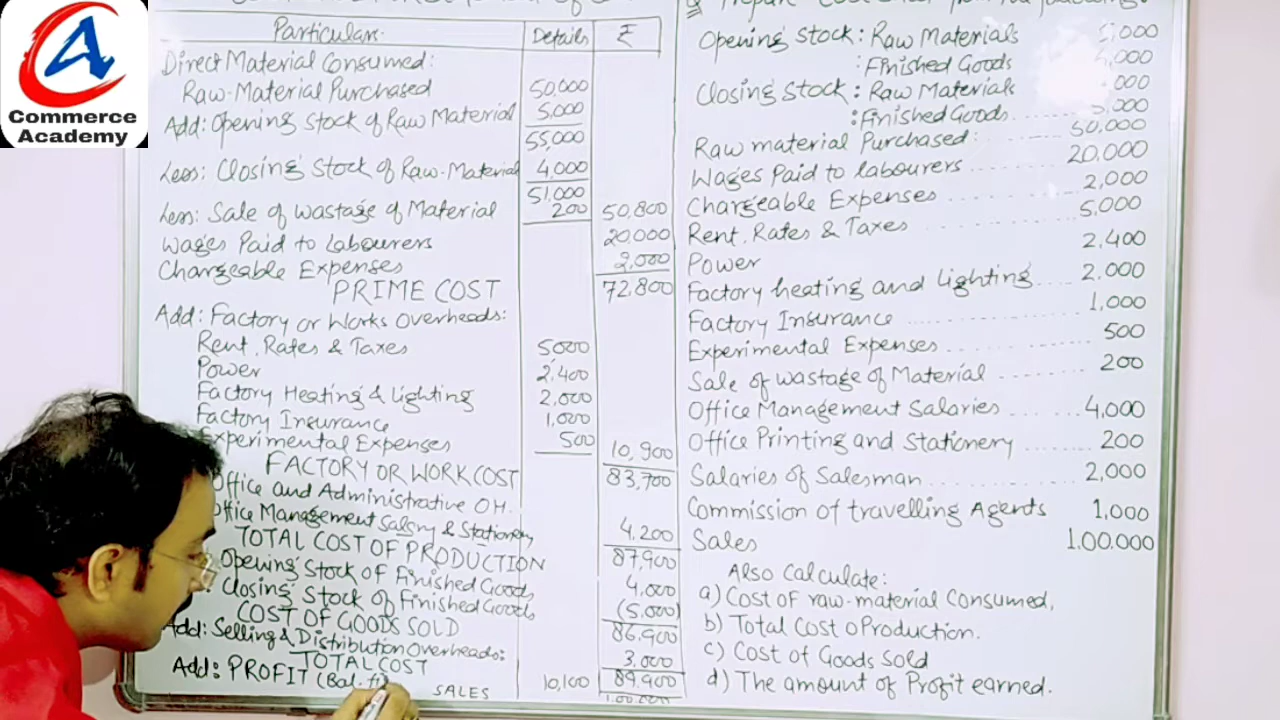 Commerce
Academy
Particulars
Details
₹
Direct Material Consumed:
Raw-Material Purchased 50,000
Add: Opening Stock of Raw Material 5,000
55,000
Less: Closing Stock of Raw-Material 4,000
51,000
Less: Sale of Wastage of Material 200 50,800
Wages Paid to Labourers 20,000
Chargeable Expenses 2,000
PRIME COST 72,800
Add: Factory or Works Overheads:
Rent, Rates & Taxes 5000
Power 2,400
Factory Heating & Lighting 2,000
Factory Insurance 1,000
Experimental Expenses 500 10,900
FACTORY OR WORK COST 83,700
Office and Administrative OH.
Office Management Salary & Stationery 4,200
TOTAL COST OF PRODUCTION 87,900
Opening Stock of Finished Goods 4,000
Closing Stock of Finished Goods (5,000)
COST OF GOODS SOLD 86,900
Add: Selling & Distribution Overheads: 3,000
TOTAL COST 89,900
Add: PROFIT (Bal. 10,100
SALES
Prepare Cost
Opening Stock: Raw Materials
: Finished Goods
Closing Stock: Raw Materials
: Finished Goods
Raw material Purchased: 50,000
Wages Paid to labourers 20,000
Chargeable Expenses 2,000
Rent, Rates & Taxes 5,000
Power 2,400
Factory heating and Lighting 2.000
Factory Insurance 1,000
Experimental Expenses 500
Sale of Wastage of Material 200
Office Management Salaries 4,000
Office Printing and Stationery 200
Salaries of Salesman 2,000
Commission of travelling Agents 1,000
Sales 1,00.000
Also Calculate:
a) Cost of raw-material Consumed,
b) Total Cost oProduction.
c) Cost of Goods Sold
d) The amount of Profit earned.